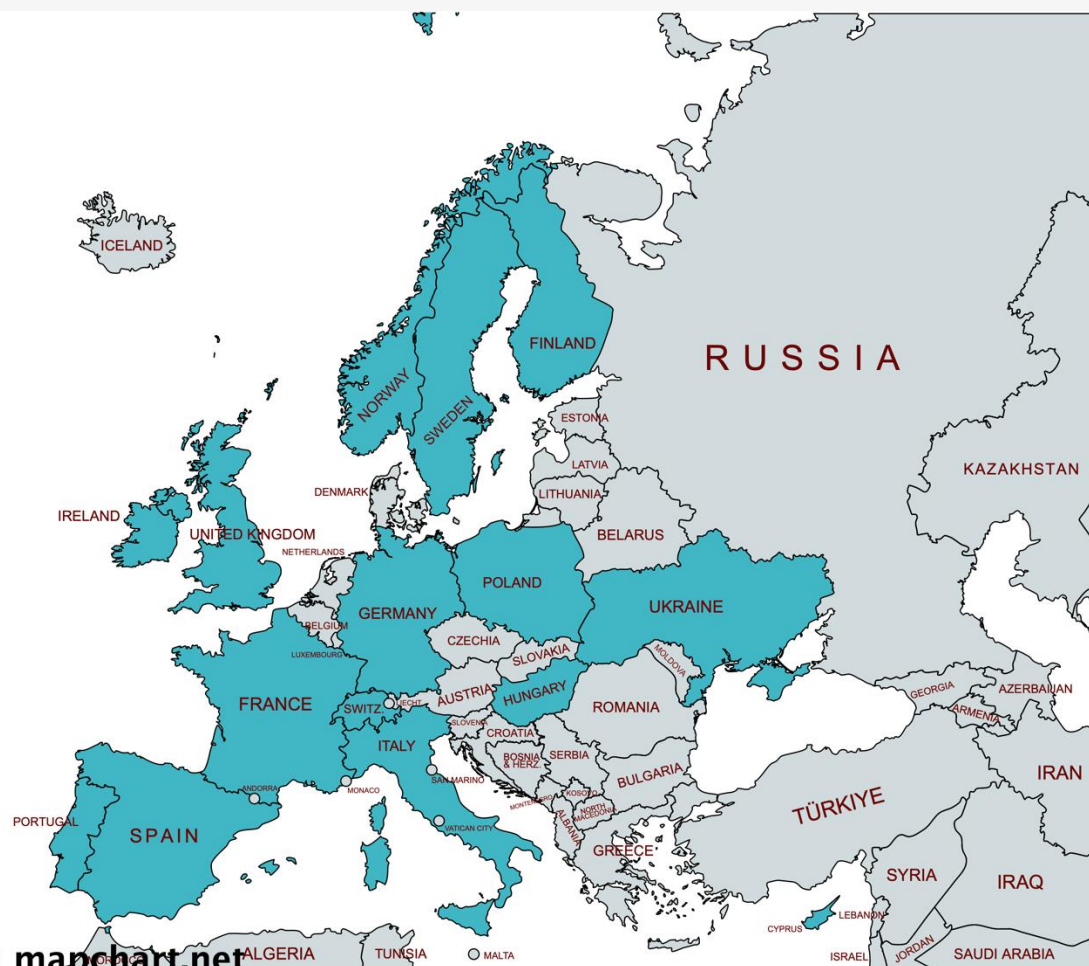 ICELAND
FINLAND
RUSSIA
NORWAY
SWEDEN
ESTONIA
LATVIA
KAZAKHSTAN
DENMARK
LITHUANIA
IRELAND
UNITED KINGDOM
BELARUS
NETHERLANDS
POLAND
UKRAINE
GERMANY
BELGIUM
CZECHIA
LUXEMBOURG
SLOVAKIA
MOLDOVA
FRANCE
SWITZ.
LIECHT.
AUSTRIA
HUNGARY
ROMANIA
GEORGIA
AZERBAIJAN
ARMENIA
SLOVENIA
CROATIA
ITALY
BOSNIA
& HERZ.
SERBIA
BULGARIA
IRAN
SAN MARINO
ANDORRA
MONACO
MONTENEGRO
KOSOVO
NORTH
MACEDONIA
ALBANIA
TÜRKIYE
PORTUGAL
SPAIN
VATICAN CITY
GREECE
SYRIA
IRAQ
CYPRUS
LEBANON
MOROCCO
ALGERIA
TUNISIA
MALTA
ISRAEL
JORDAN
SAUDI ARABIA
mapchart.net